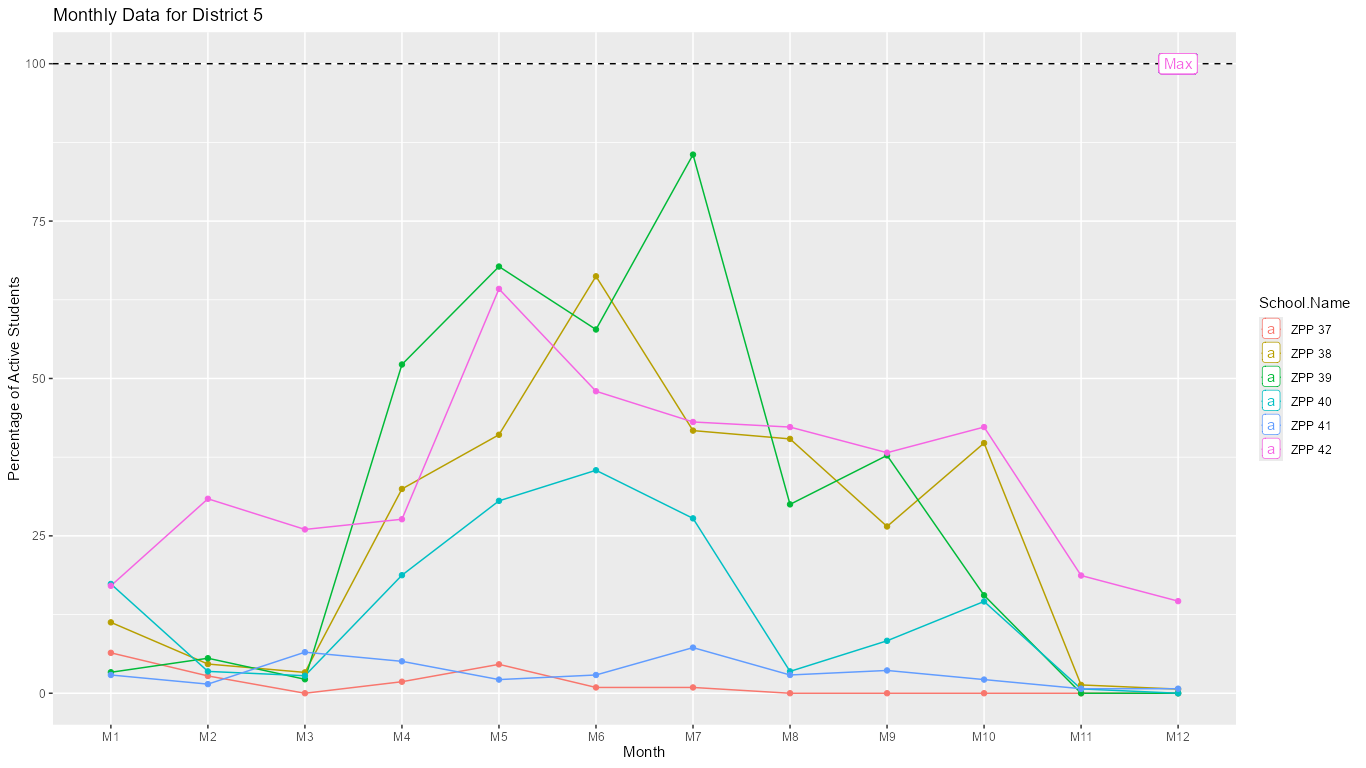 Monthly Data for District 5
100
Max
75
50
25
0
Percentage of Active Students
M1 M2 M3 M4 M5 M6 M7 M8 M9 M10 M11 M12
Month
School.Name
a ZPP 37
a ZPP 38
a ZPP 39
a ZPP 40
a ZPP 41
a ZPP 42